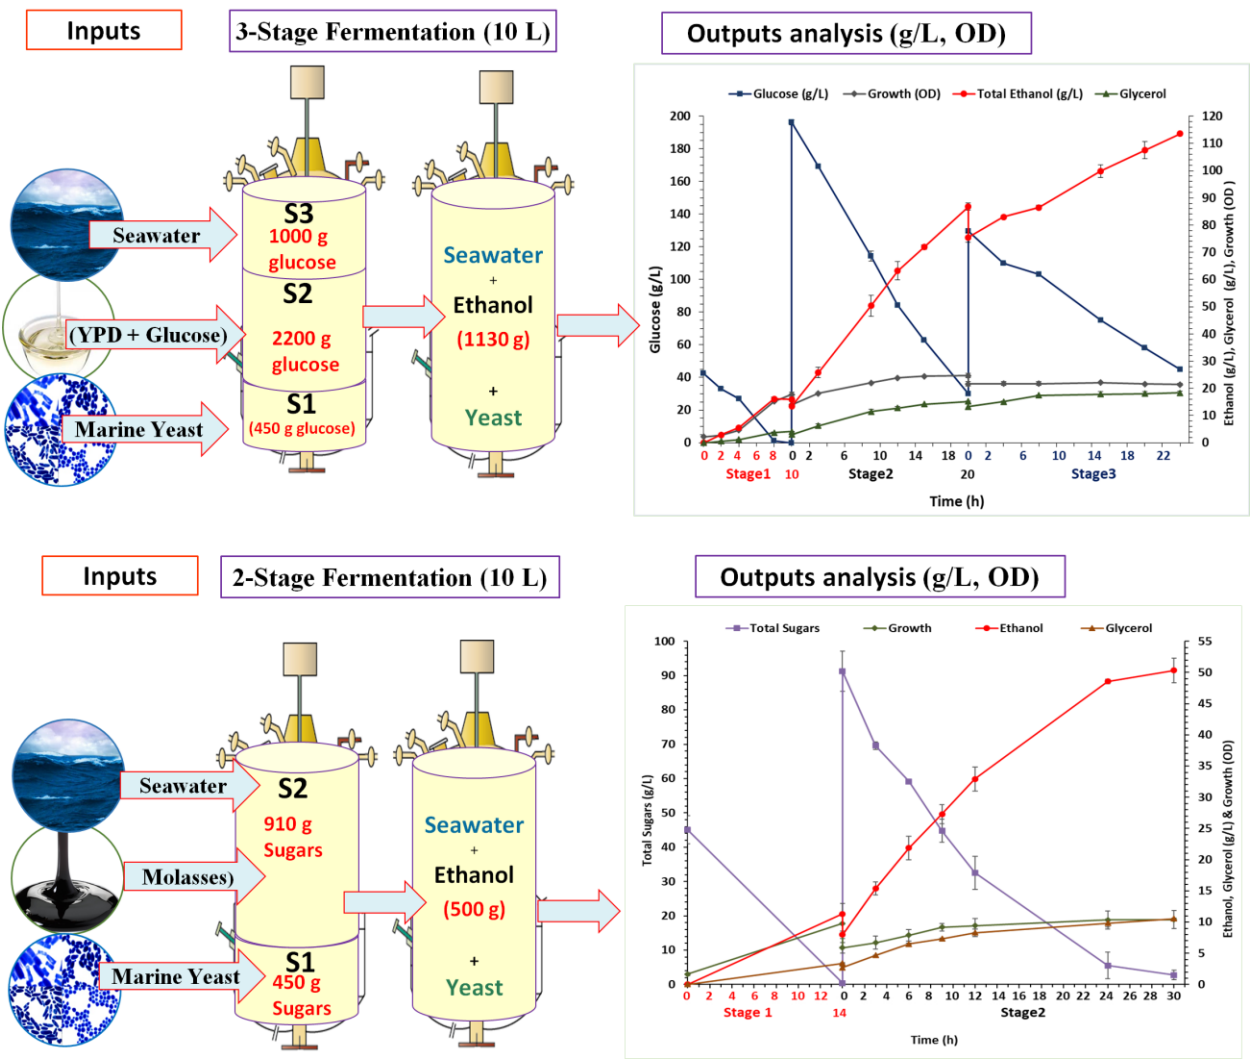 Inputs
3-Stage Fermentation (10 L)
Outputs analysis (g/L, OD)
Seawater
(YPD + Glucose)
Marine Yeast
S3
1000 g
glucose
S2
2200 g
glucose
S1
(450 g glucose)
Seawater
+
Ethanol
(1130 g)
+
Yeast
Glucose (g/L) Growth (OD) Total Ethanol (g/L) Glycerol
Glucose (g/L)
200
180
160
140
120
100
80
60
40
20
0
120
110
100
90
80
70
60
50
40
30
20
10
0
Ethanol (g/L), Glycerol (g/L), Growth (OD )
0 2 4 6 8 0 2 6 10 14 18 0 2 6 10 14 18 22
Stage1 10 Stage2 20 Stage3
Time (h)
Inputs
2-Stage Fermentation (10 L)
Outputs analysis (g/L, OD)
Seawater
Molasses)
Marine Yeast
S2
910 g
Sugars
S1
450 g
Sugars
Seawater
+
Ethanol
(500 g)
+
Yeast
Total Sugars Growth Ethanol Glycerol
Total Sugars (g/L)
100
90
80
70
60
50
40
30
20
10
0
55
50
45
40
35
30
25
20
15
10
5
0
Ethanol, Glycerol (g/L) & Growth (OD)
0 2 4 6 8 10 12 0 2 4 6 8 10 12 14 16 18 20 22 24 26 28 30
Stage 1 14 Stage2
Time (h)